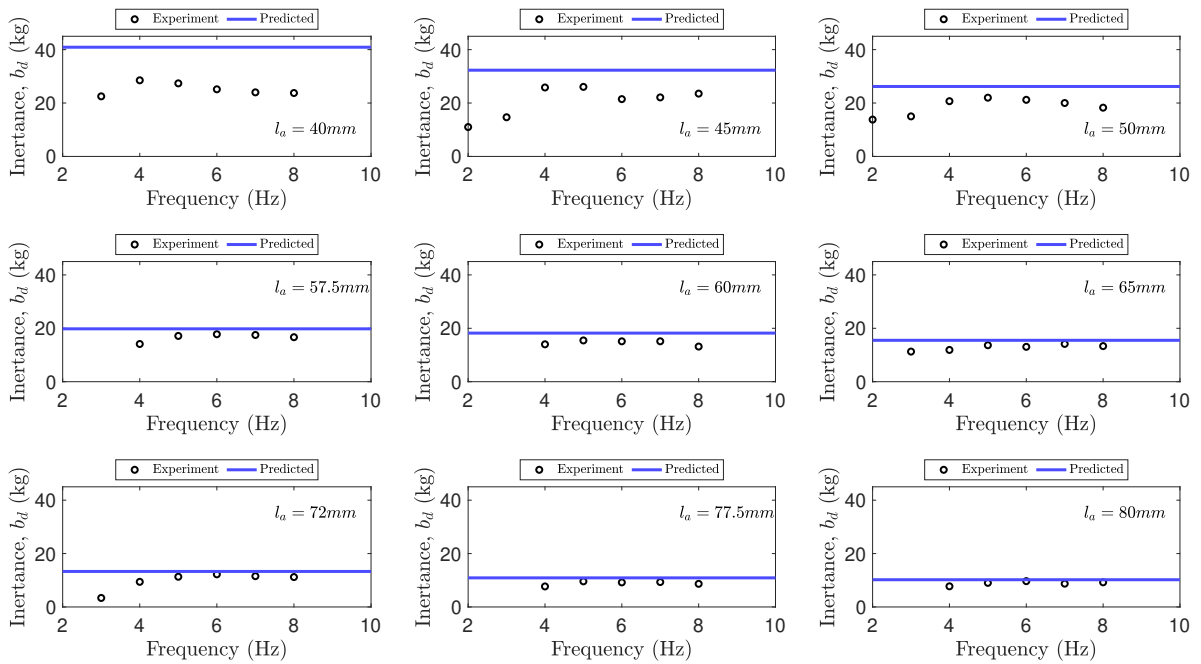 Experiment Predicted
Inertance, b_d (kg)
40
20
0
l_a = 40mm
2 4 6 8 10
Frequency (Hz)
Experiment Predicted
Inertance, b_d (kg)
40
20
0
l_a = 45mm
2 4 6 8 10
Frequency (Hz)
Experiment Predicted
Inertance, b_d (kg)
40
20
0
l_a = 50mm
2 4 6 8 10
Frequency (Hz)
Experiment Predicted
Inertance, b_d (kg)
40
20
0
l_a = 57.5mm
2 4 6 8 10
Frequency (Hz)
Experiment Predicted
Inertance, b_d (kg)
40
20
0
l_a = 60mm
2 4 6 8 10
Frequency (Hz)
Experiment Predicted
Inertance, b_d (kg)
40
20
0
l_a = 65mm
2 4 6 8 10
Frequency (Hz)
Experiment Predicted
Inertance, b_d (kg)
40
20
0
l_a = 72mm
2 4 6 8 10
Frequency (Hz)
Experiment Predicted
Inertance, b_d (kg)
40
20
0
l_a = 77.5mm
2 4 6 8 10
Frequency (Hz)
Experiment Predicted
Inertance, b_d (kg)
40
20
0
l_a = 80mm
2 4 6 8 10
Frequency (Hz)